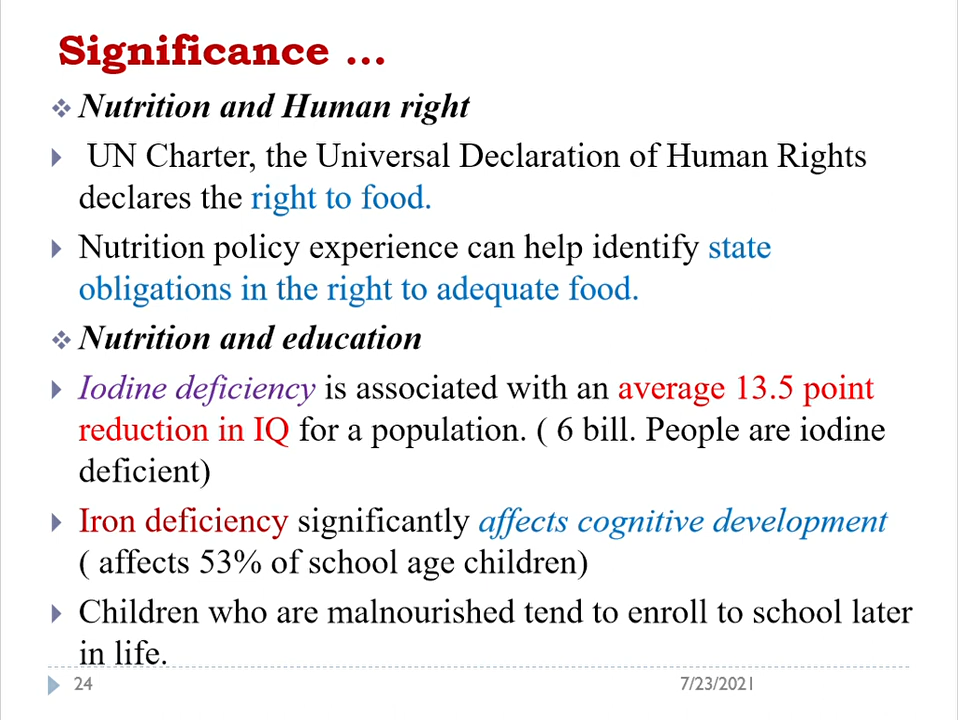 Significance ...
Nutrition and Human right
UN Charter, the Universal Declaration of Human Rights
declares the right to food.
Nutrition policy experience can help identify state
obligations in the right to adequate food.
Nutrition and education
Iodine deficiency is associated with an average 13.5 point
reduction in IQ for a population. ( 6 bill. People are iodine
deficient)
Iron deficiency significantly affects cognitive development
( affects 53% of school age children)
Children who are malnourished tend to enroll to school later
in life.
24 7/23/2021